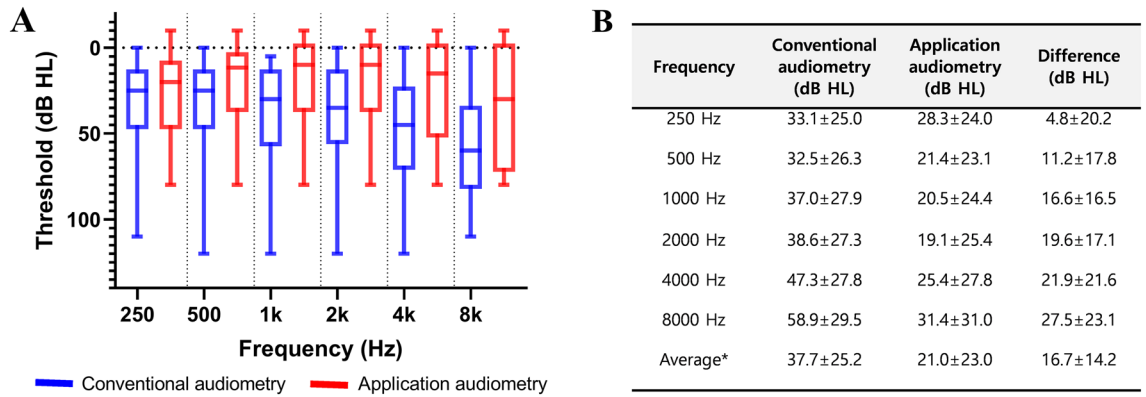 A
Threshold (dB HL)
0
50
100
250 500 1k 2k 4k 8k
Frequency (Hz)
Conventional audiometry Application audiometry
B
Frequency Conventional audiometry (dB HL) Application audiometry (dB HL) Difference (dB HL)
250 Hz 33.1±25.0 28.3±24.0 4.8±20.2
500 Hz 32.5±26.3 21.4±23.1 11.2±17.8
1000 Hz 37.0±27.9 20.5±24.4 16.6±16.5
2000 Hz 38.6±27.3 19.1±25.4 19.6±17.1
4000 Hz 47.3±27.8 25.4±27.8 21.9±21.6
8000 Hz 58.9±29.5 31.4±31.0 27.5±23.1
Average* 37.7±25.2 21.0±23.0 16.7±14.2